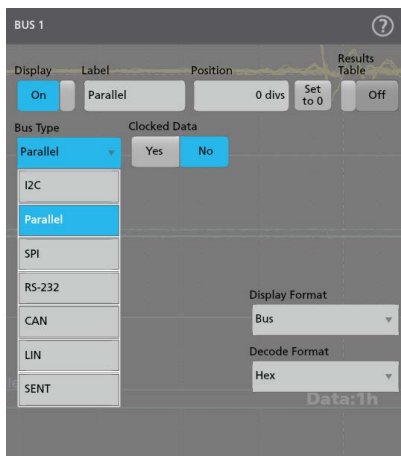 BUS 1
?
Display Label Position Results Table
On Parallel 0 divs Set to 0 Off
Bus Type Clocked Data
Parallel Yes No
I2C
Parallel
SPI
RS-232
CAN
LIN
SENT
Display Format
Bus
Decode Format
Hex
Data:1h